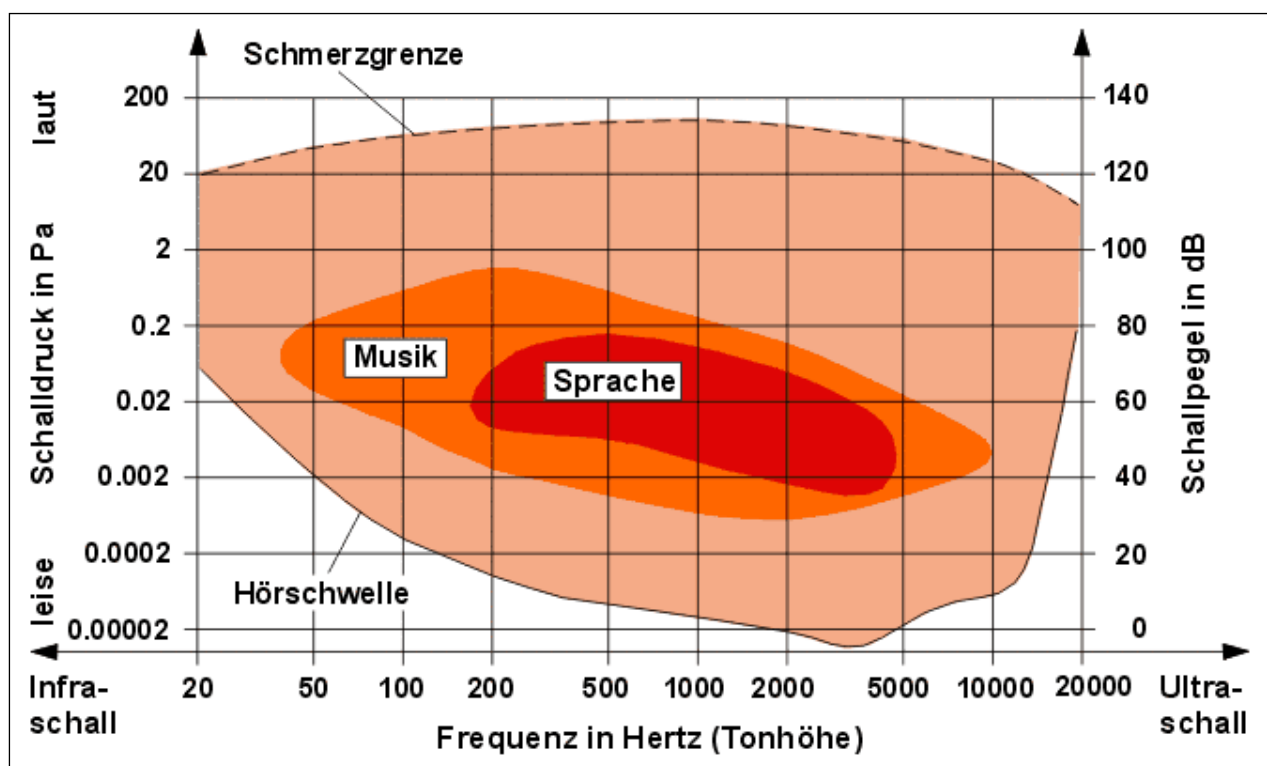 Schmerzgrenze
laut
Schalldruck in Pa
leise
200
20
2
0.2
0.02
0.002
0.0002
0.00002
140
120
100
80
60
40
20
0
Schallpegel in dB
Musik
Sprache
Hörschwelle
20 50 100 200 500 1000 2000 5000 10000 20000
Infra-
schall
Frequenz in Hertz (Tonhöhe)
Ultra-
schall